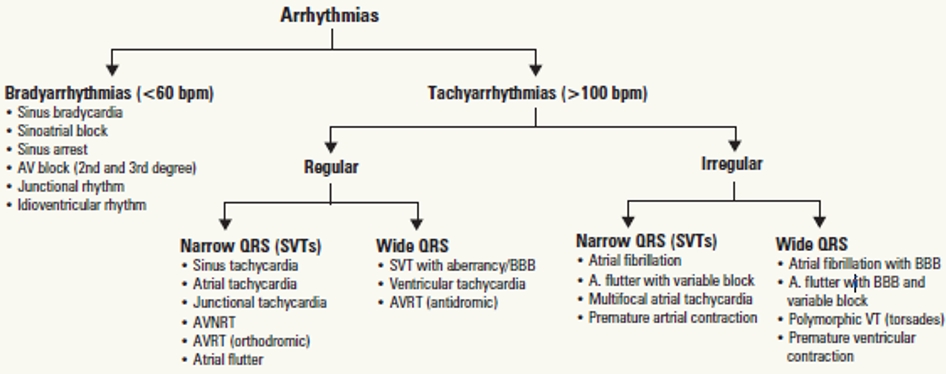 Arrhythmias
Bradyarrhythmias (<60 bpm)
• Sinus bradycardia
• Sinoatrial block
• Sinus arrest
• AV block (2nd and 3rd degree)
• Junctional rhythm
• Idioventricular rhythm
Tachyarrhythmias (>100 bpm)
Regular
Narrow QRS (SVTs)
• Sinus tachycardia
• Atrial tachycardia
• Junctional tachycardia
• AVNRT
• AVRT (orthodromic)
• Atrial flutter
Wide QRS
• SVT with aberrancy/BBB
• Ventricular tachycardia
• AVRT (antidromic)
Irregular
Narrow QRS (SVTs)
• Atrial fibrillation
• A. flutter with variable block
• Multifocal atrial tachycardia
• Premature artrial contraction
Wide QRS
• Atrial fibrillation with BBB
• A. flutter with BBB and
variable block
• Polymorphic VT (torsades)
• Premature ventricular
contraction